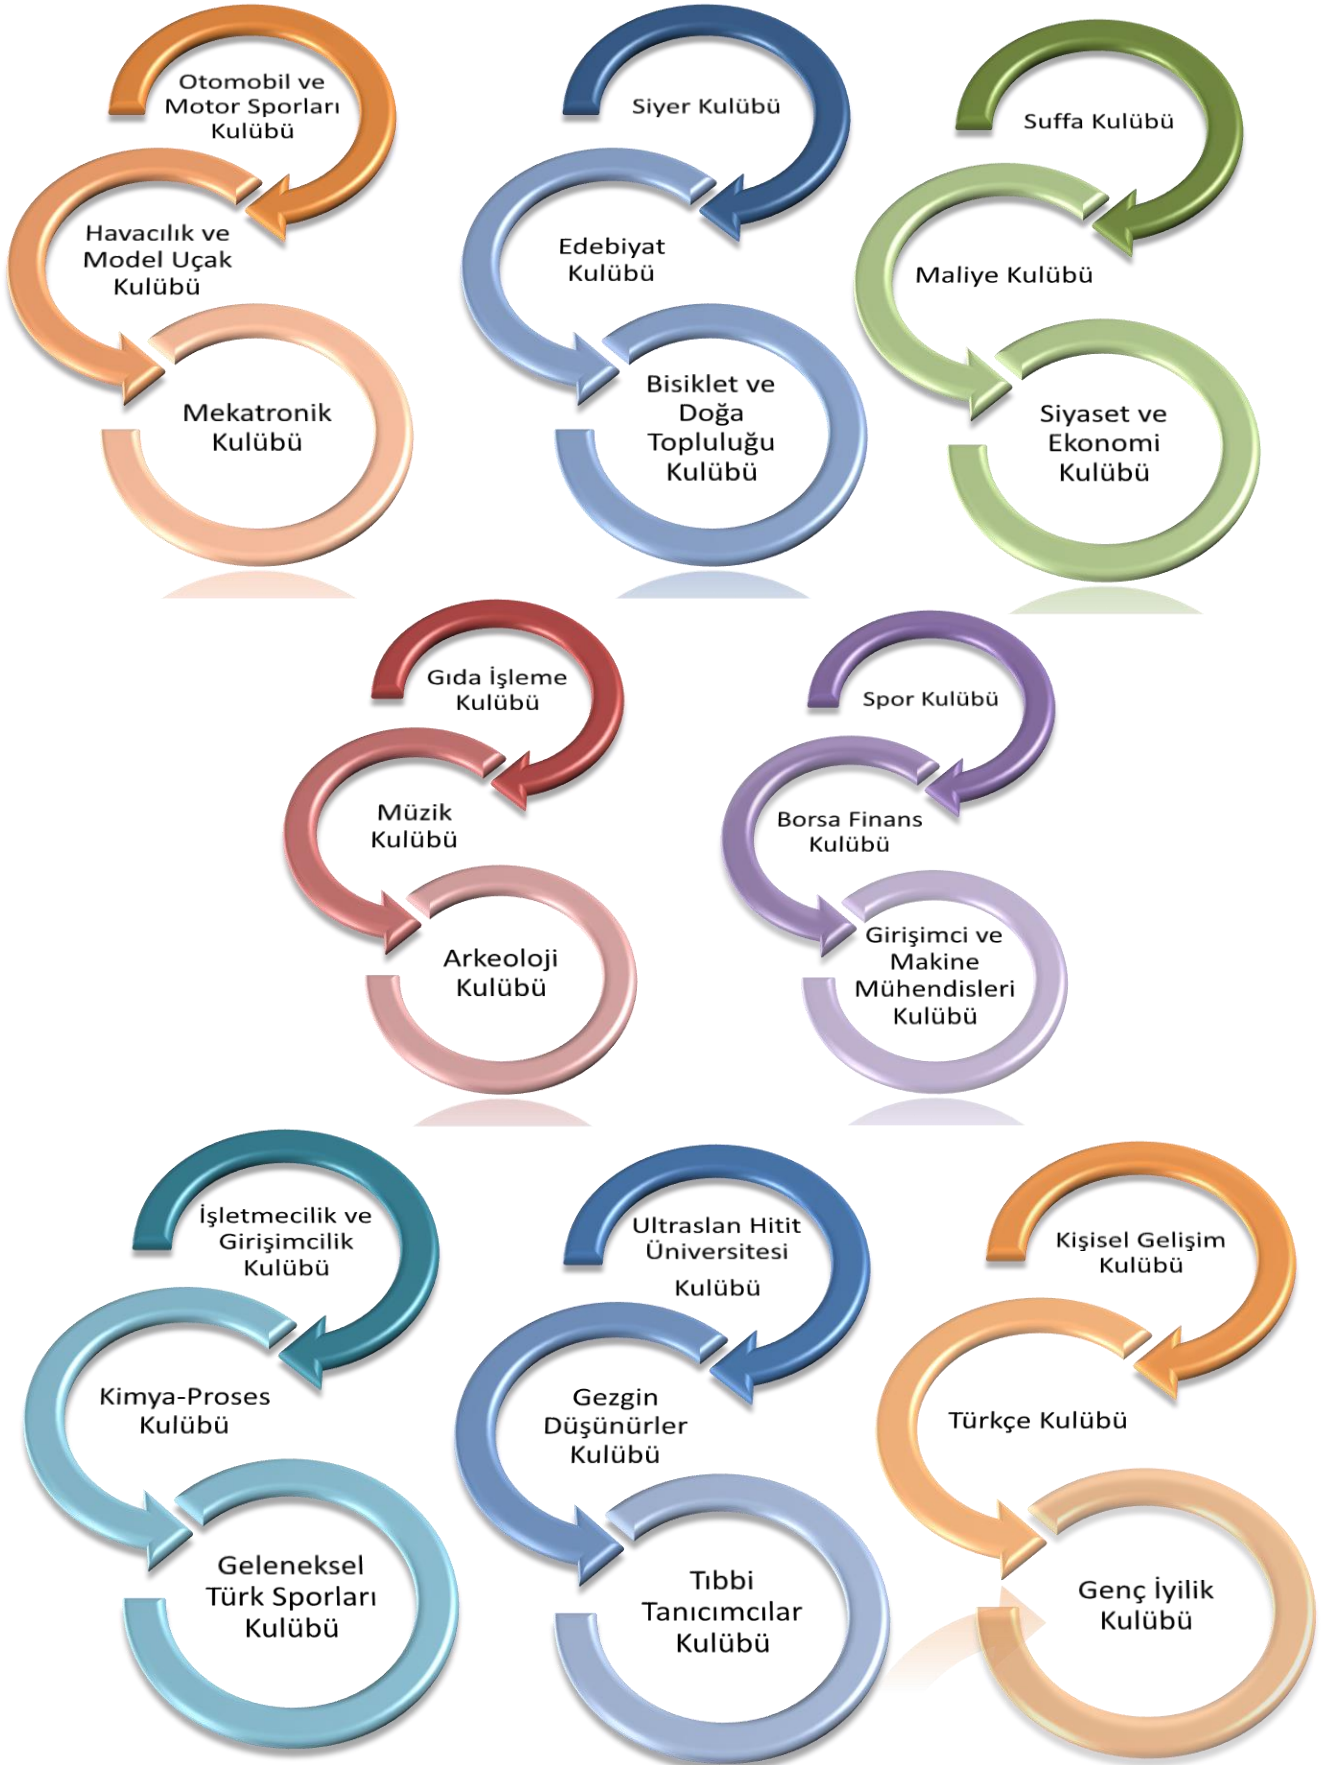 Otomobil ve
Motor Sporları
Kulübü
Havacılık ve
Model Uçak
Kulübü
Mekatronik
Kulübü
Siyer Kulübü
Edebiyat
Kulübü
Bisiklet ve
Doğa
Topluluğu
Kulübü
Suffa Kulübü
Maliye Kulübü
Siyaset ve
Ekonomi
Kulübü
Gıda İşleme
Kulübü
Müzik
Kulübü
Arkeoloji
Kulübü
Spor Kulübü
Borsa Finans
Kulübü
Girişimci ve
Makine
Mühendisleri
Kulübü
İşletmecilik ve
Girişimcilik
Kulübü
Kimya-Proses
Kulübü
Geleneksel
Türk Sporları
Kulübü
Ultraslan Hitit
Üniversitesi
Kulübü
Gezgin
Düşünürler
Kulübü
Tıbbi
Tanıcımcılar
Kulübü
Kişisel Gelişim
Kulübü
Türkçe Kulübü
Genç İyilik
Kulübü